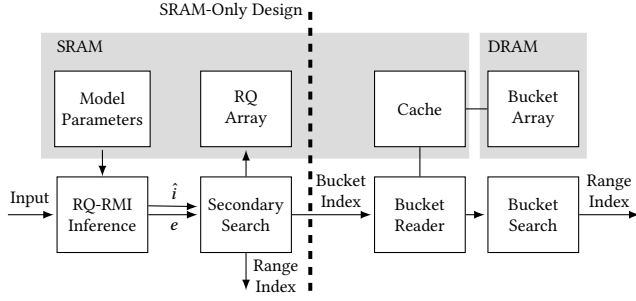 SRAM-Only Design
SRAM
DRAM
Model
Parameters
RQ
Array
Cache
Bucket
Array
Input
RQ-RMI
Inference
î
e
Secondary
Search
Bucket
Index
Bucket
Reader
Bucket
Search
Range
Index
Range
Index